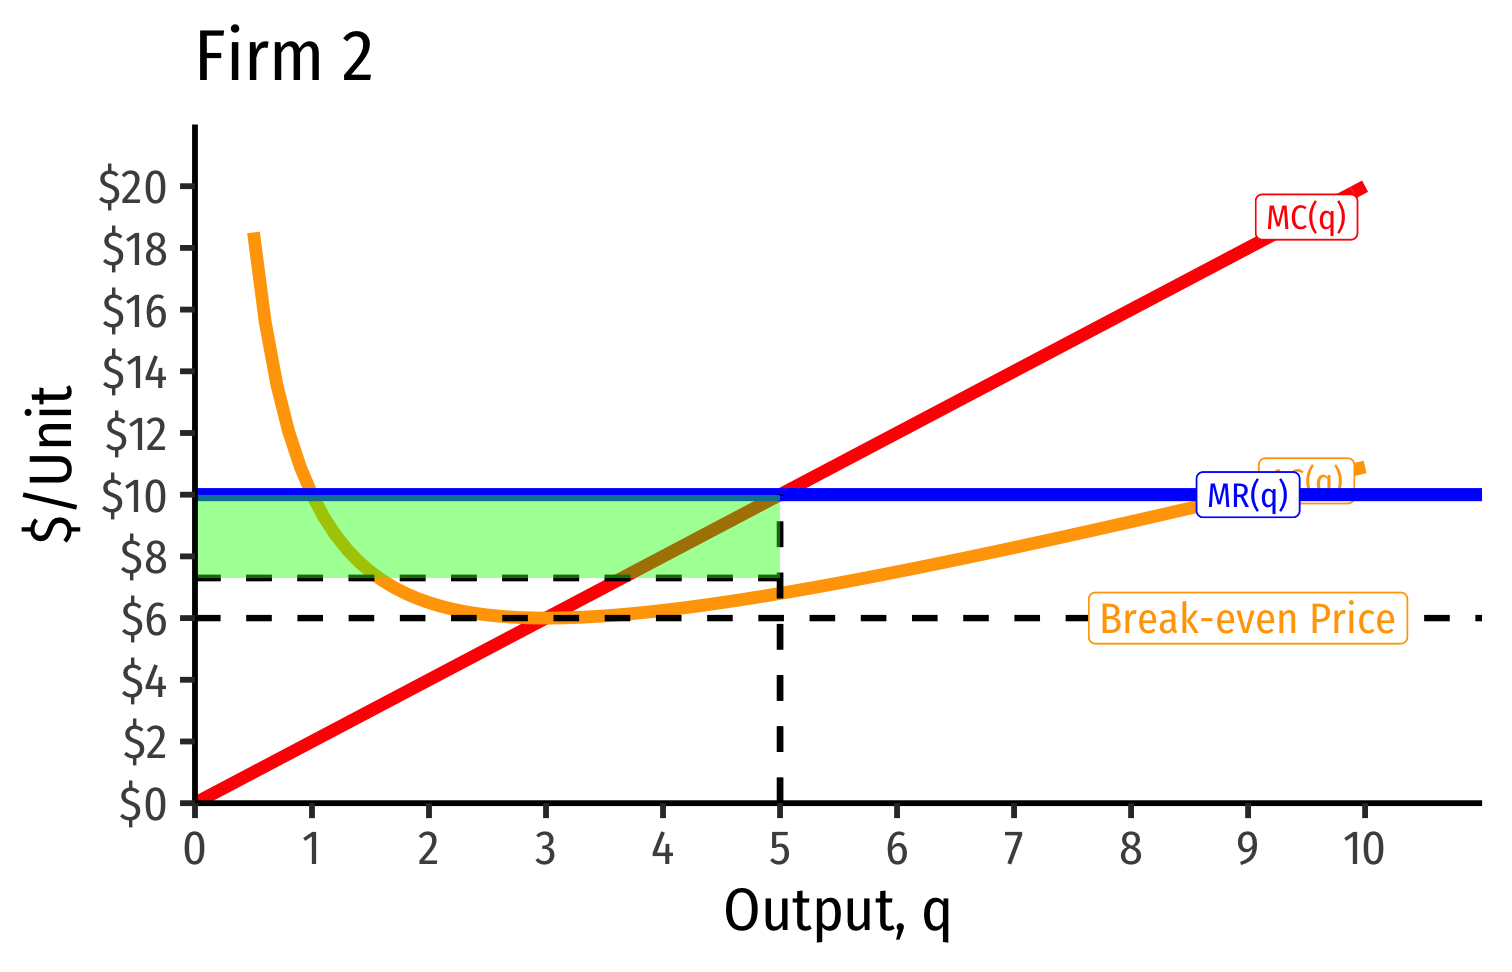 Firm 2
$/Unit
$20
$18
$16
$14
$12
$10
$8
$6
$4
$2
$0
MC(q)
MR(q)
Break-even Price
0 1 2 3 4 5 6 7 8 9 10
Output, q